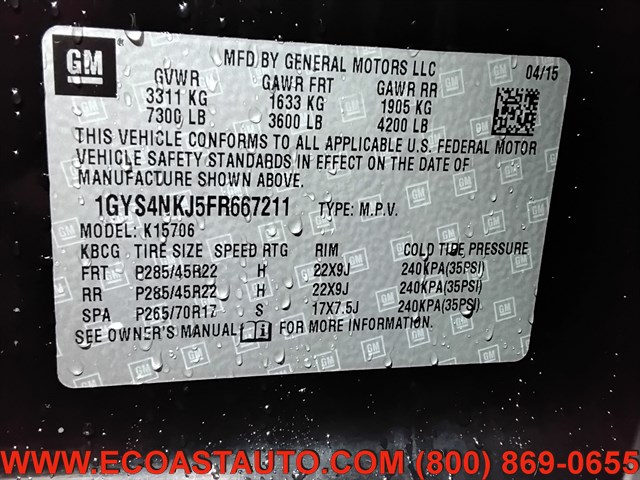 GM
MFD BY GENERAL MOTORS LLC
04/15
GVWR GAWR FRT GAWR RR
3311 KG 1633 KG 1905 KG
7300 LB 3600 LB 4200 LB
THIS VEHICLE CONFORMS TO ALL APPLICABLE U.S. FEDERAL MOTOR
VEHICLE SAFETY STANDARDS IN EFFECT ON THE DATE OF
MANUFACTURE SHOWN ABOVE.
1GYS4NKJ5FR667211 TYPE: M.P.V.
MODEL: K15706
KBCG TIRE SIZE SPEED RTG RIM COLD TIRE PRESSURE
FRT P285/45R22 H 22X9J 240KPA(35PSI)
RR P285/45R22 H 22X9J 240KPA(35PSI)
SPA P265/70R17 S 17X7.5J 240KPA(35PSI)
SEE OWNER'S MANUAL FOR MORE INFORMATION.
WWW.ECOASTAUTO.COM (800) 869-0655